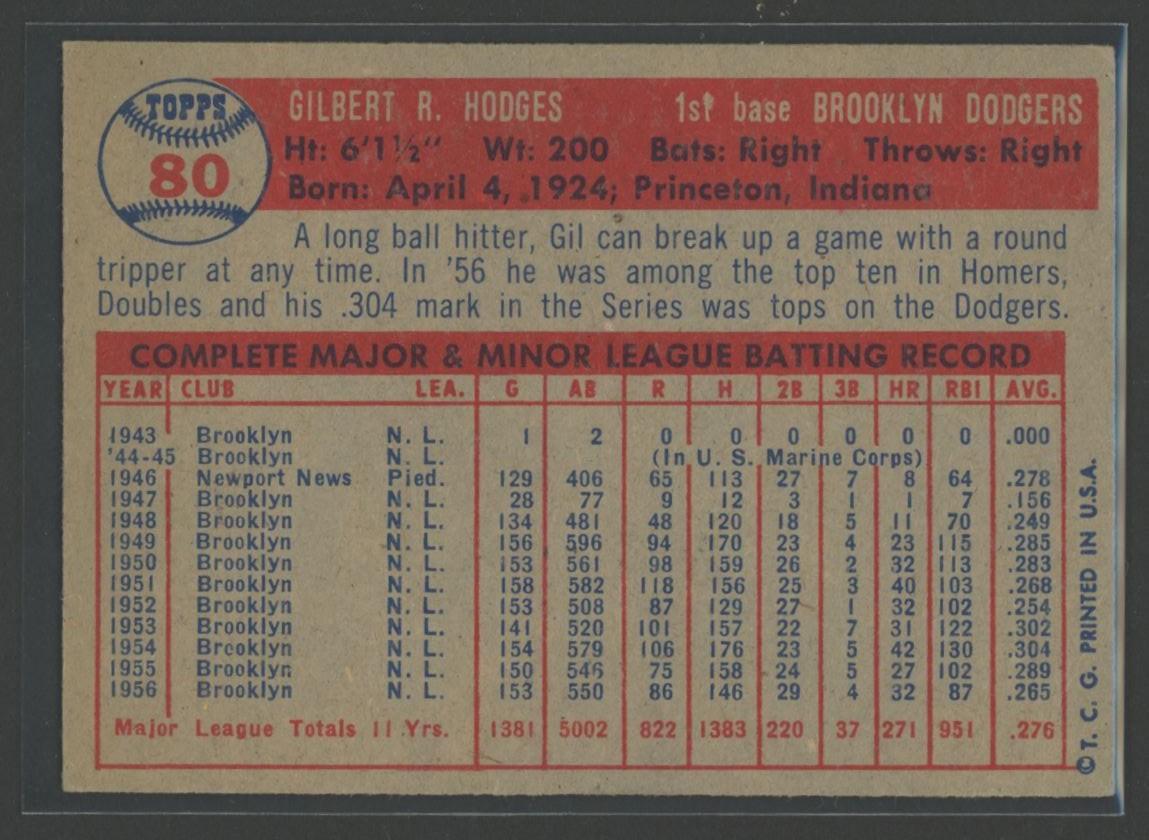 TOPPS
80
GILBERT R. HODGES 1st base BROOKLYN DODGERS
Ht: 6'1½" Wt: 200 Bats: Right Throws: Right
Born: April 4, 1924; Princeton, Indiana
A long ball hitter, Gil can break up a game with a round
tripper at any time. In '56 he was among the top ten in Homers,
Doubles and his .304 mark in the Series was tops on the Dodgers.
COMPLETE MAJOR & MINOR LEAGUE BATTING RECORD
YEAR CLUB LEA. G AB R H 2B 3B HR RBI AVG.
1943 Brooklyn N. L. 1 2 0 0 0 0 0 0 .000
'44-45 Brooklyn N. L. (In U. S. Marine Corps)
1946 Newport News Pied. 129 406 65 113 27 7 8 64 .278
1947 Brooklyn N. L. 28 77 9 12 3 1 1 7 .156
1948 Brooklyn N. L. 134 481 48 120 18 5 11 70 .249
1949 Brooklyn N. L. 156 596 94 170 23 4 23 115 .285
1950 Brooklyn N. L. 153 561 98 159 26 2 32 113 .283
1951 Brooklyn N. L. 158 582 118 156 25 3 40 103 .268
1952 Brooklyn N. L. 153 508 87 129 27 1 32 102 .254
1953 Brooklyn N. L. 141 520 101 157 22 7 31 122 .302
1954 Brooklyn N. L. 154 579 106 176 23 5 42 130 .304
1955 Brooklyn N. L. 150 546 75 158 24 5 27 102 .289
1956 Brooklyn N. L. 153 550 86 146 29 4 32 87 .265
Major League Totals 11 Yrs. 1381 5002 822 1383 220 37 271 951 .276
©T. C. G. PRINTED IN U.S.A.